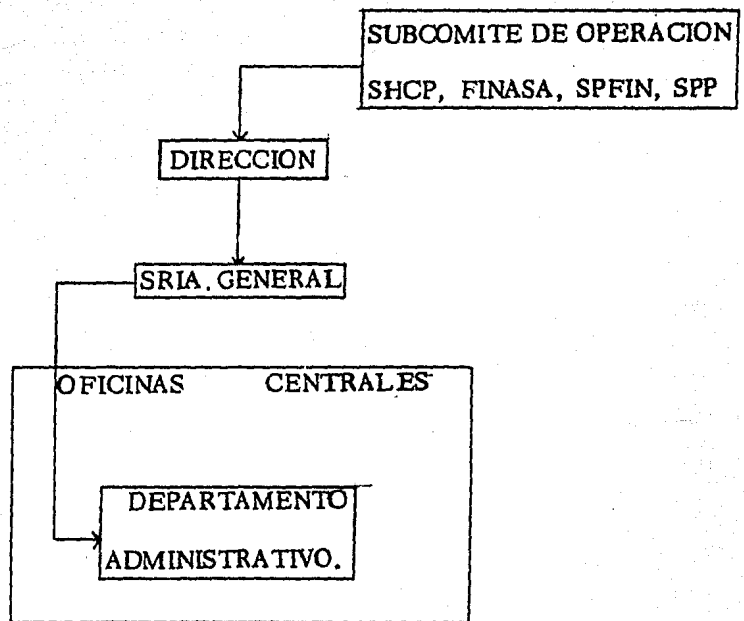 SUBCOMITE DE OPERACION
SHCP, FINASA, SPFIN, SPP
DIRECCION
SRIA. GENERAL
OFICINAS CENTRALES
DEPARTAMENTO
ADMINISTRATIVO.